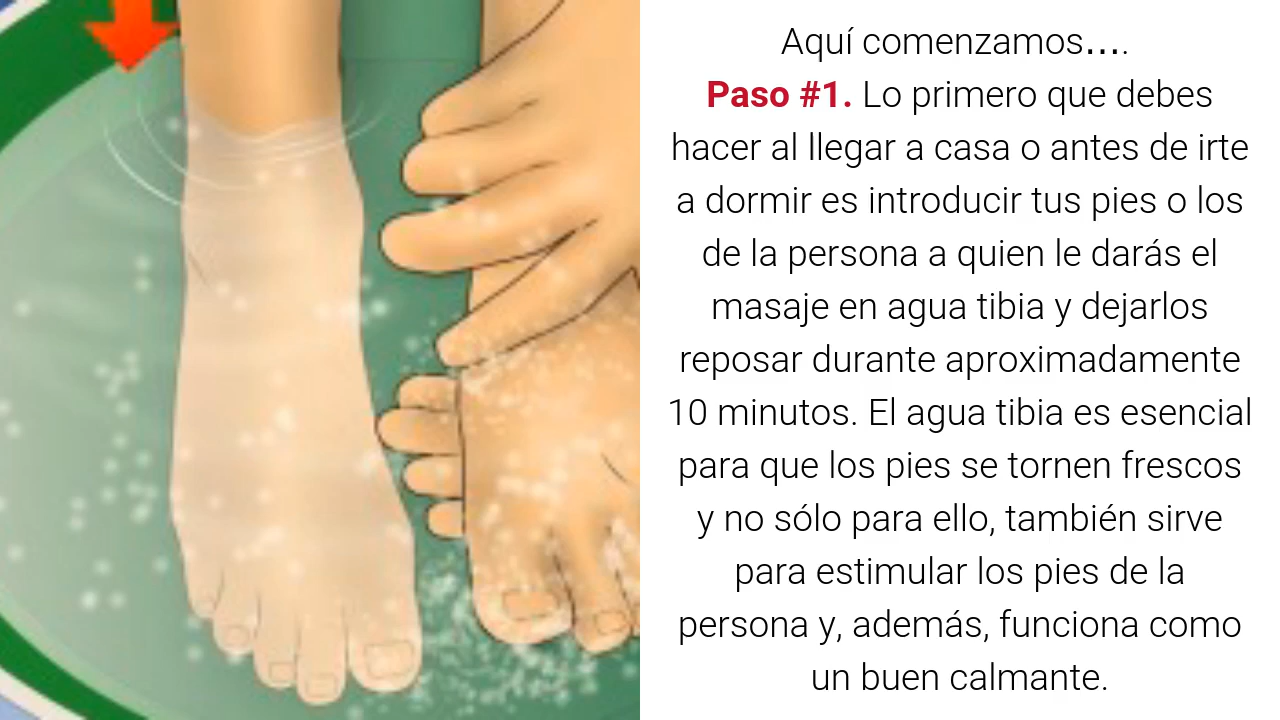 Aquí comenzamos….
Paso #1. Lo primero que debes
hacer al llegar a casa o antes de irte
a dormir es introducir tus pies o los
de la persona a quien le darás el
masaje en agua tibia y dejarlos
reposar durante aproximadamente
10 minutos. El agua tibia es esencial
para que los pies se tornen frescos
y no sólo para ello, también sirve
para estimular los pies de la
persona y, además, funciona como
un buen calmante.